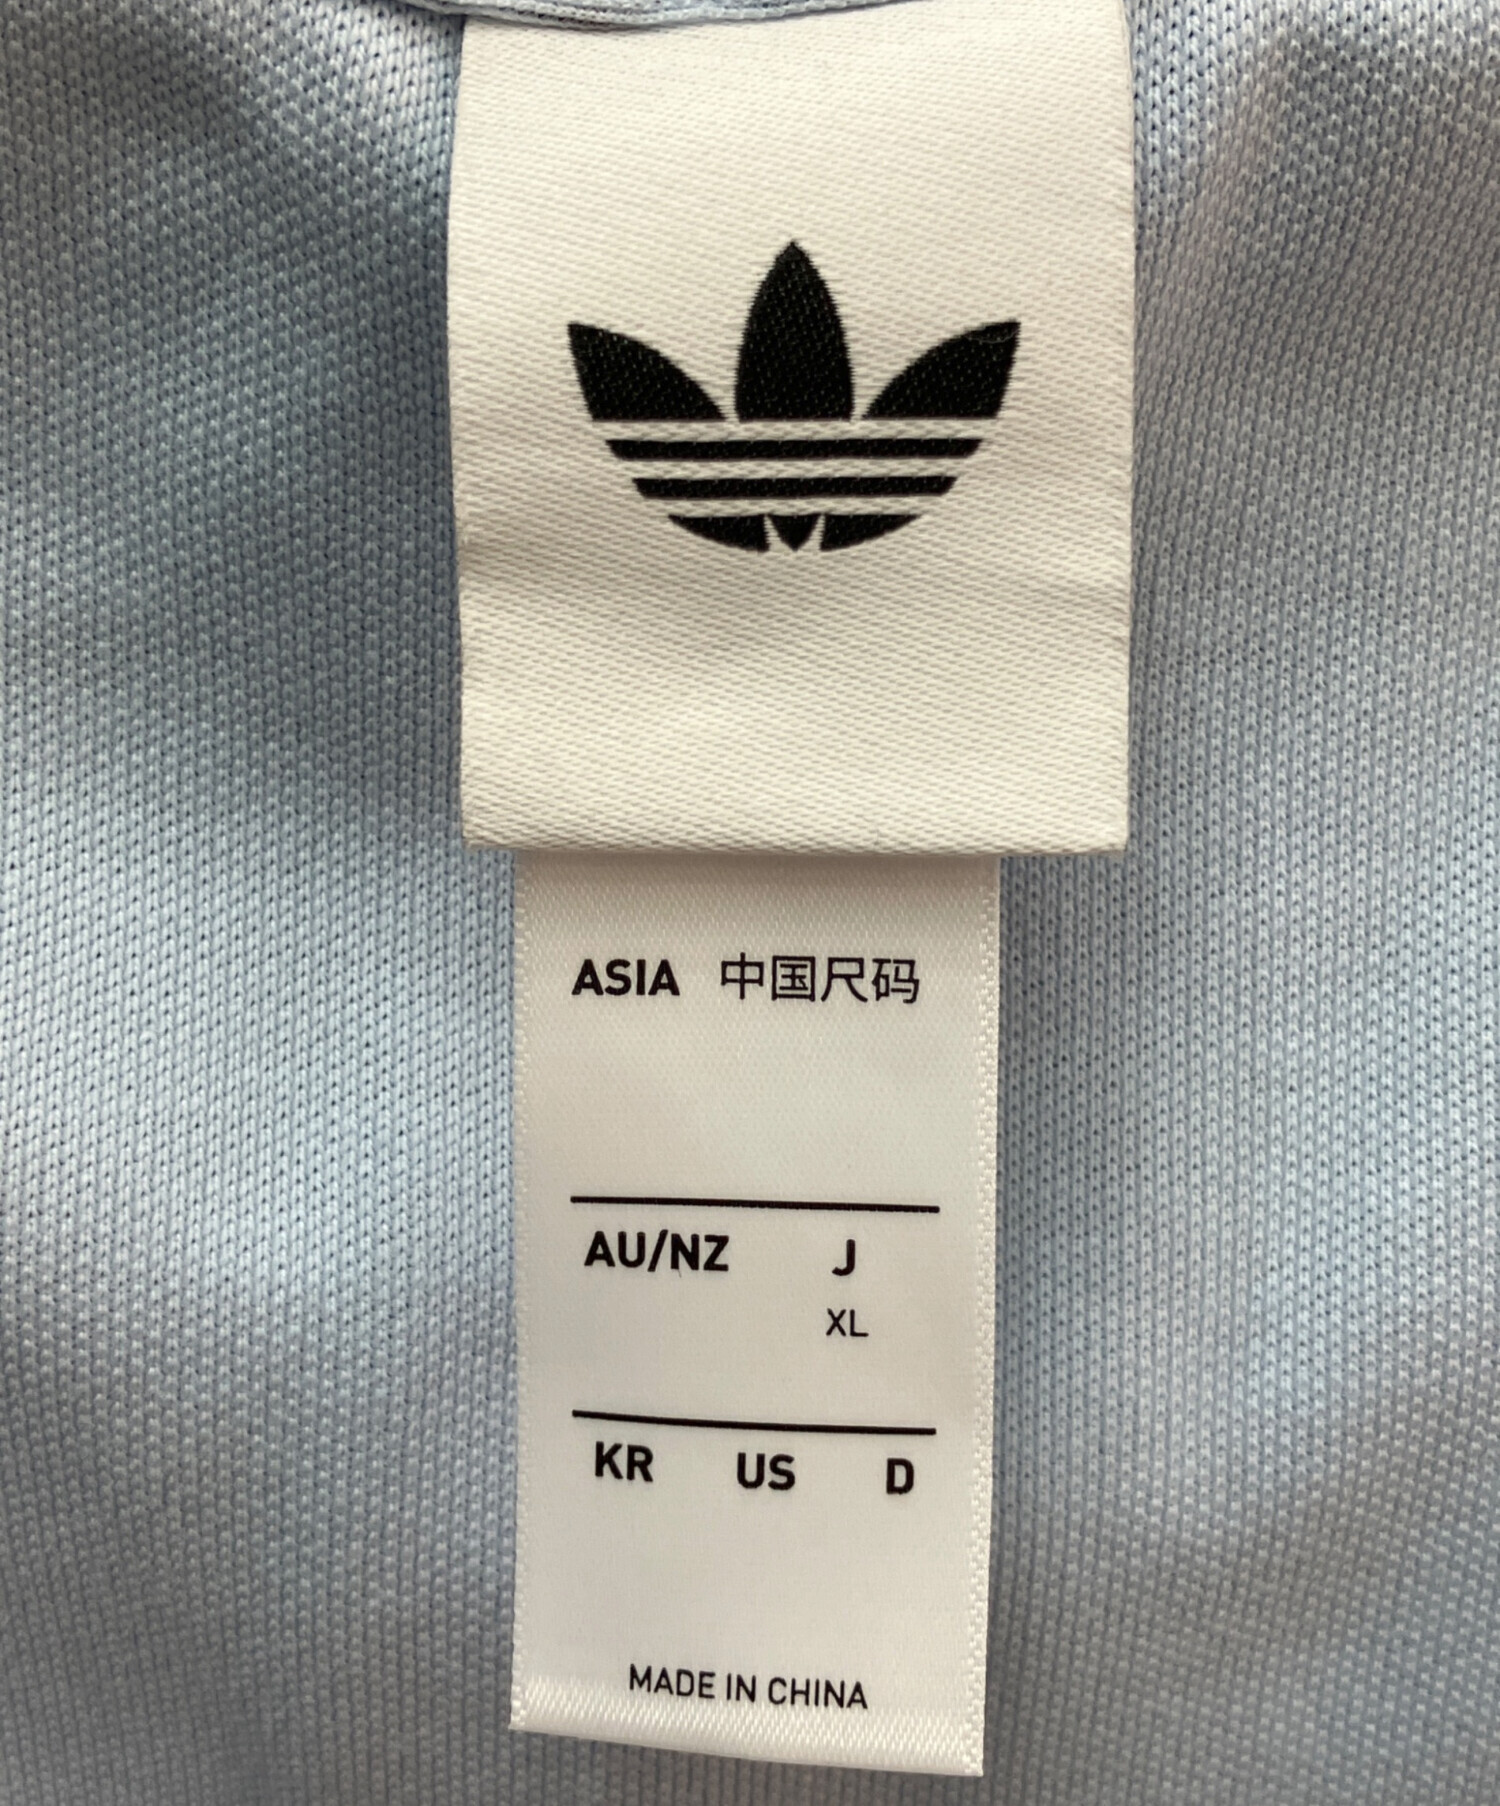 ASIA 中国尺码
AU/NZ J
XL
KR US D
MADE IN CHINA